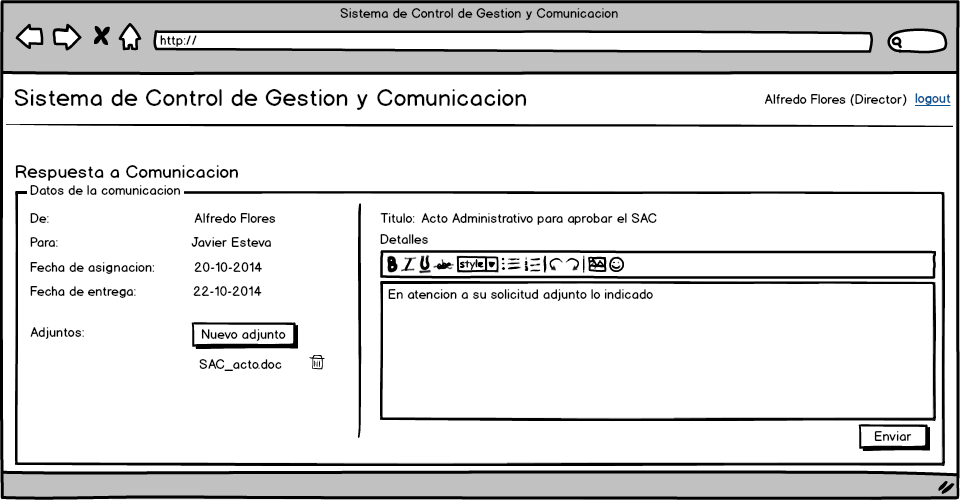 Sistema de Control de Gestion y Comunicacion
http://
Sistema de Control de Gestion y Comunicacion
Alfredo Flores (Director) logout
Respuesta a Comunicacion
Datos de la comunicacion
De: Alfredo Flores
Para: Javier Esteva
Fecha de asignacion: 20-10-2014
Fecha de entrega: 22-10-2014
Adjuntos: Nuevo adjunto
SAC_acto.doc
Titulo: Acto Administrativo para aprobar el SAC
Detalles
B I U abc style
En atencion a su solicitud adjunto lo indicado
Enviar